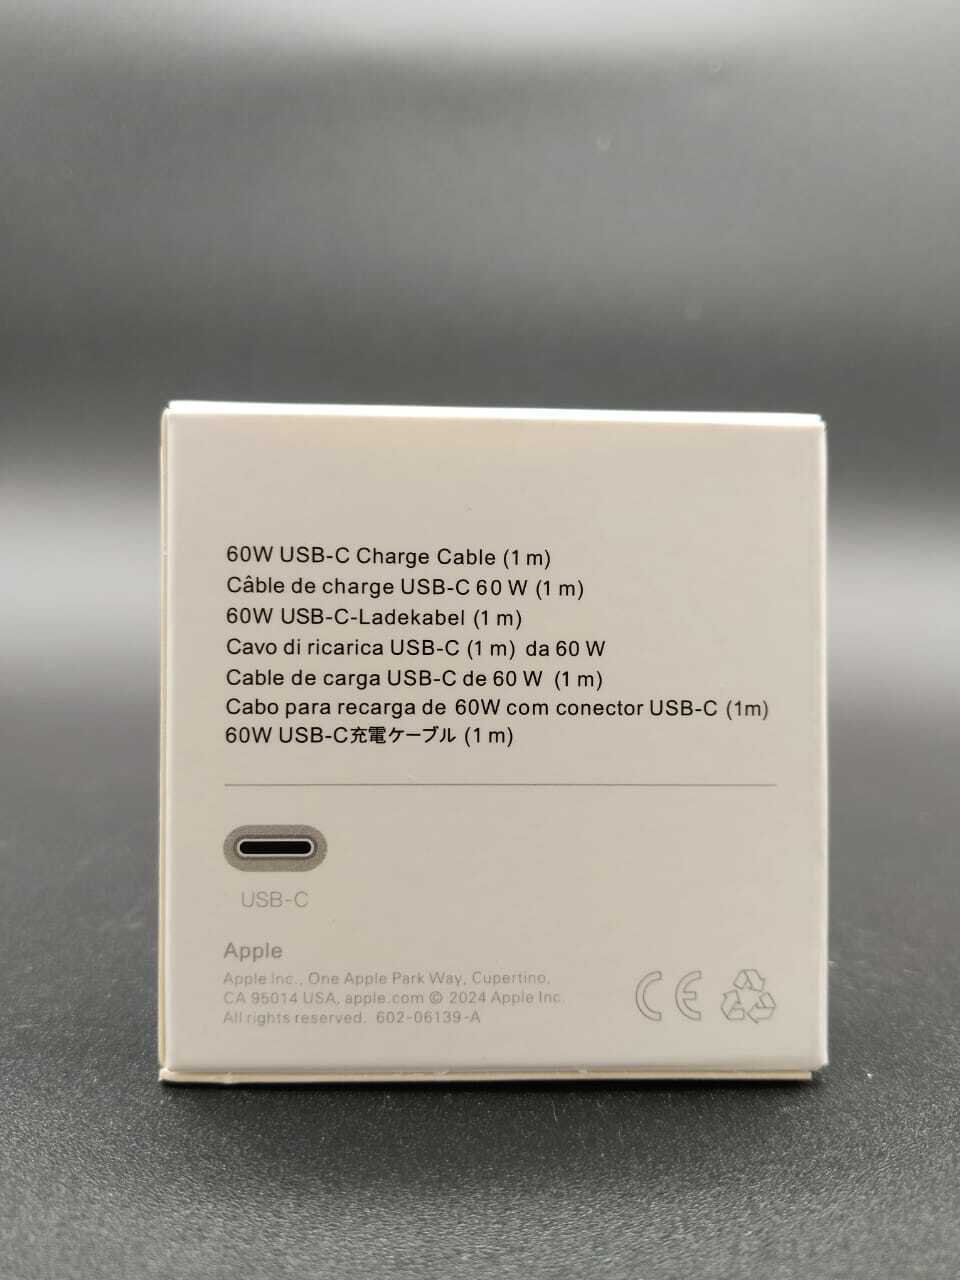 60W USB-C Charge Cable (1 m)
Câble de charge USB-C 60 W (1 m)
60W USB-C-Ladekabel (1 m)
Cavo di ricarica USB-C (1 m) da 60 W
Cable de carga USB-C de 60 W (1 m)
Cabo para recarga de 60W com conector USB-C (1m)
60W USB-C充電ケーブル (1 m)
USB-C
Apple
Apple Inc., One Apple Park Way, Cupertino,
CA 95014 USA, apple.com © 2024 Apple Inc.
All rights reserved. 602-06139-A
CE